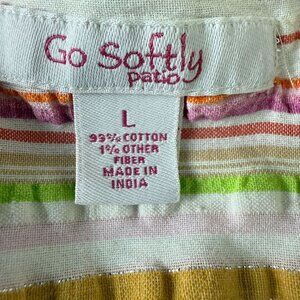 Go Softly
patio
L
99% COTTON
1% OTHER
FIBER
MADE IN
INDIA